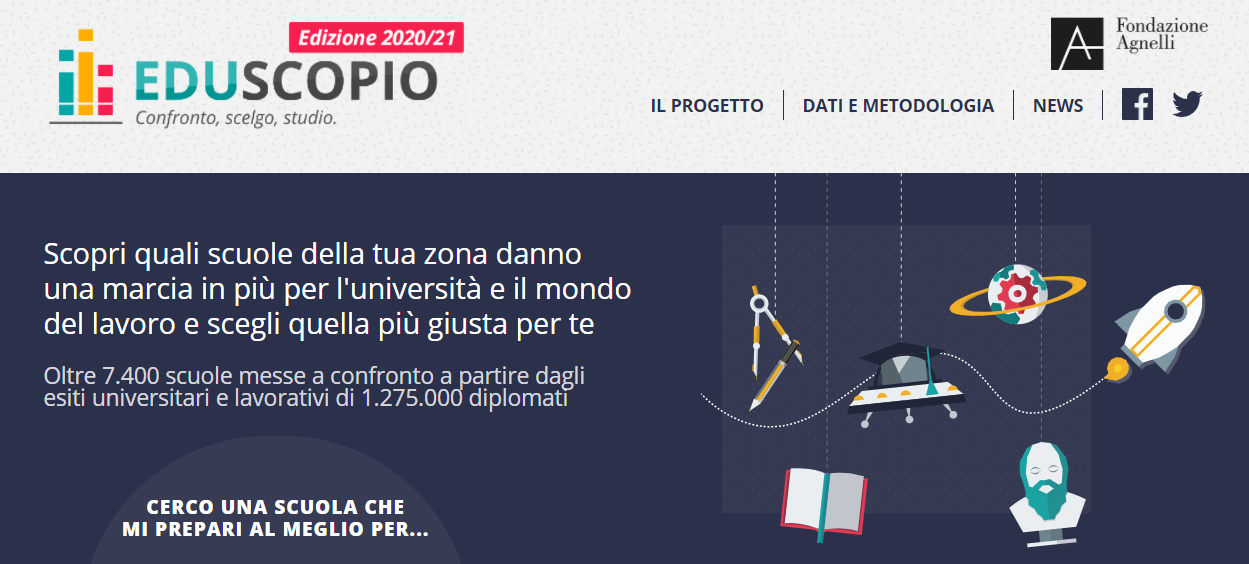 Edizione 2020/21
EDUSCOPIO
Confronto, scelgo, studio.
Fondazione
Agnelli
IL PROGETTO
DATI E METODOLOGIA
NEWS
Scopri quali scuole della tua zona danno
una marcia in più per l'università e il mondo
del lavoro e scegli quella più giusta per te
Oltre 7.400 scuole messe a confronto a partire dagli
esiti universitari e lavorativi di 1.275.000 diplomati
CERCO UNA SCUOLA CHE
MI PREPARI AL MEGLIO PER...